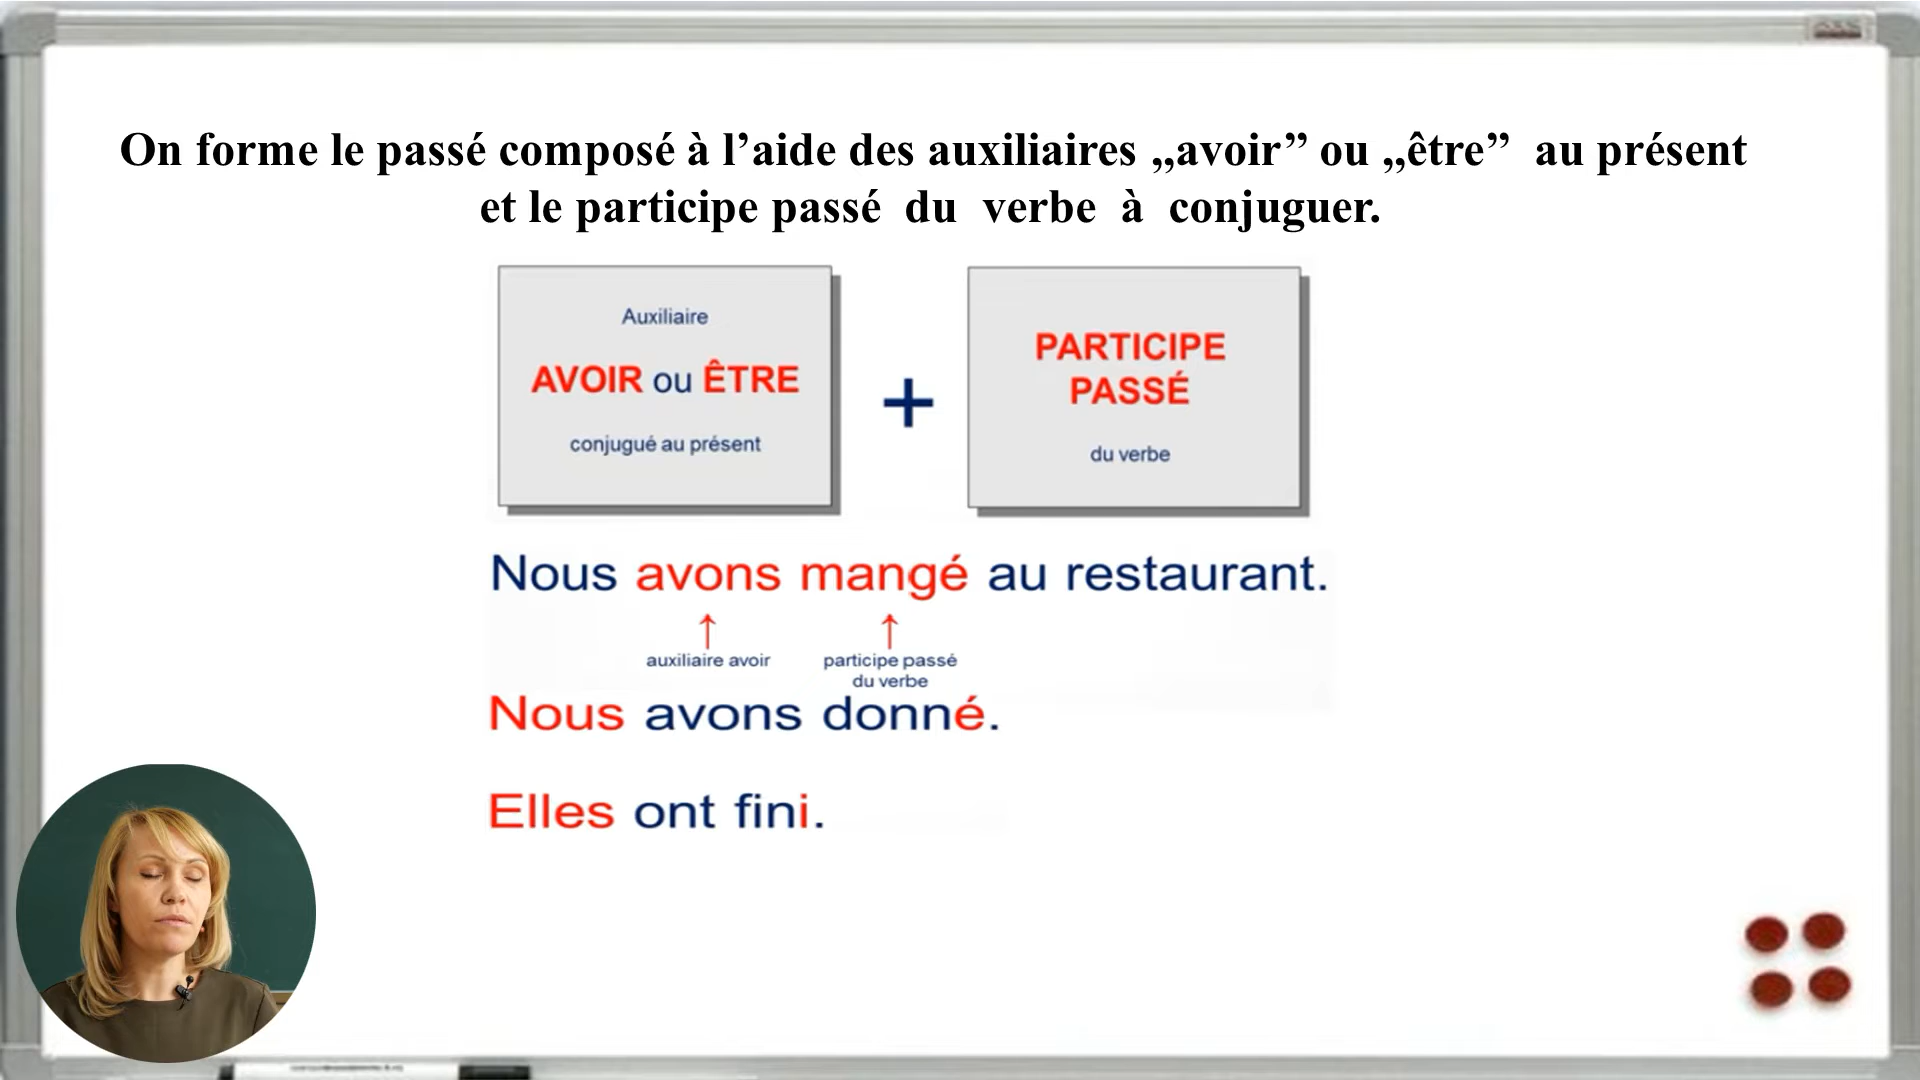 On forme le passé composé à l’aide des auxiliaires ,,avoir” ou ,,être” au présent
et le participe passé du verbe à conjuguer.
Auxiliaire
AVOIR ou ÊTRE
conjugué au présent
+
PARTICIPE
PASSÉ
du verbe
Nous avons mangé au restaurant.
↑ ↑
auxiliaire avoir participe passé
du verbe
Nous avons donné.
Elles ont fini.